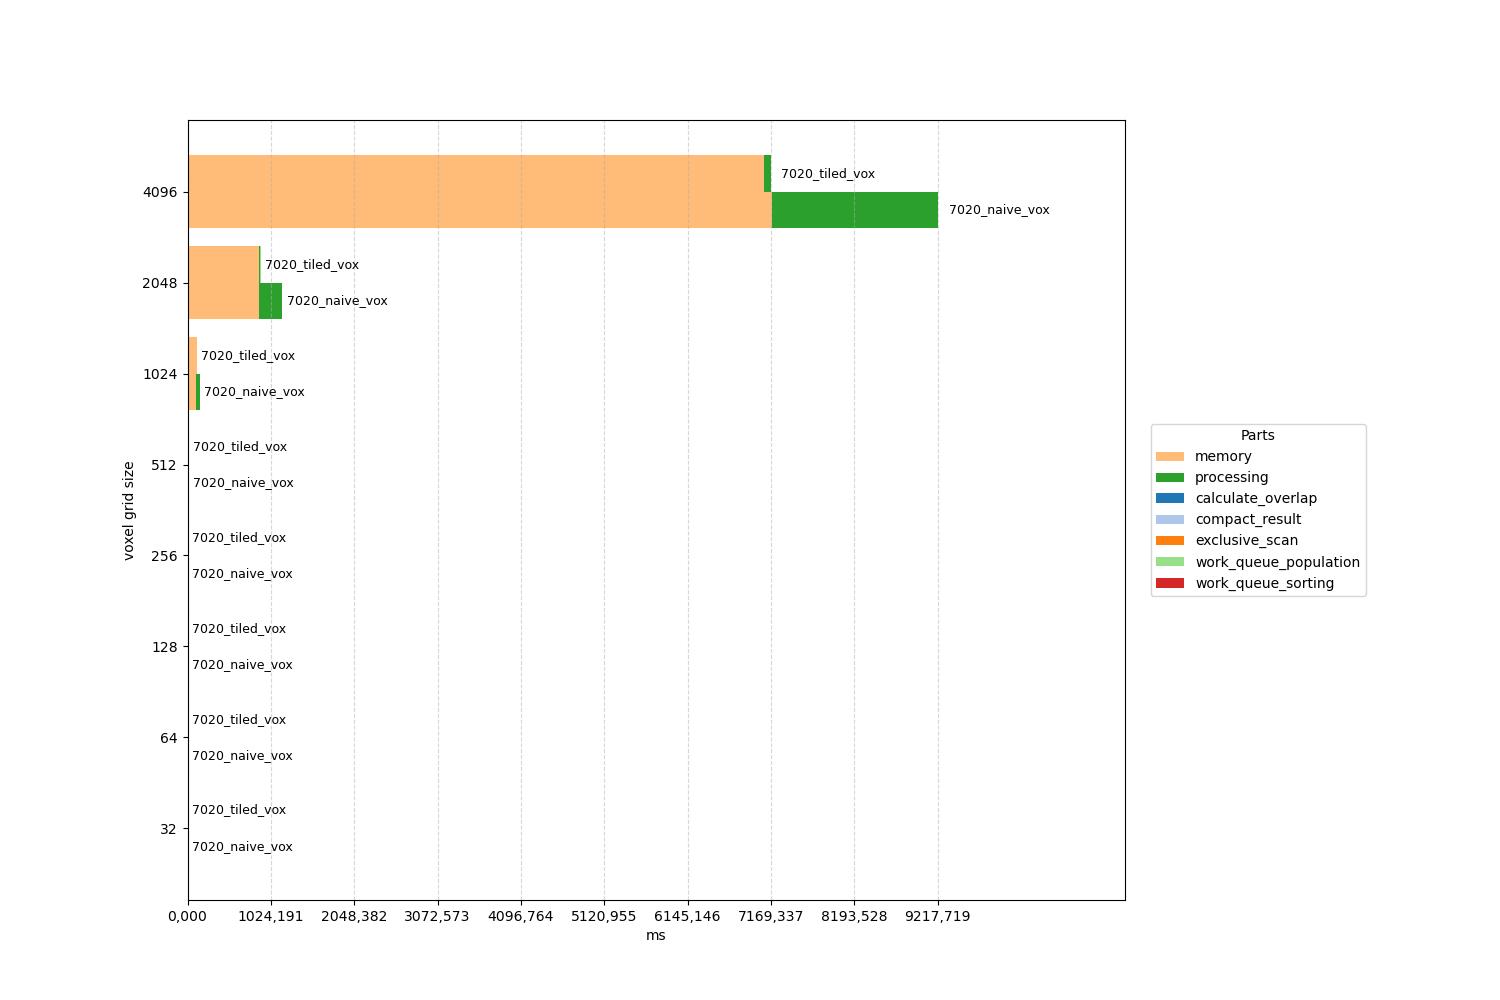 4096
7020_tiled_vox
7020_naive_vox
2048
7020_tiled_vox
7020_naive_vox
1024
7020_tiled_vox
7020_naive_vox
512
7020_tiled_vox
7020_naive_vox
256
7020_tiled_vox
7020_naive_vox
128
7020_tiled_vox
7020_naive_vox
64
7020_tiled_vox
7020_naive_vox
32
7020_tiled_vox
7020_naive_vox
voxel grid size
0,000 1024,191 2048,382 3072,573 4096,764 5120,955 6145,146 7169,337 8193,528 9217,719
ms
Parts
memory
processing
calculate_overlap
compact_result
exclusive_scan
work_queue_population
work_queue_sorting